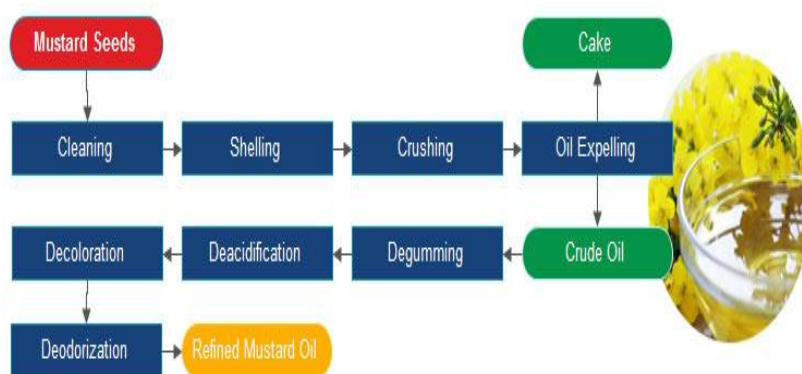 Mustard Seeds
Cake
Cleaning
Shelling
Crushing
Oil Expelling
Decoloration
Deacidification
Degumming
Crude Oil
Deodorization
Refined Mustard Oil